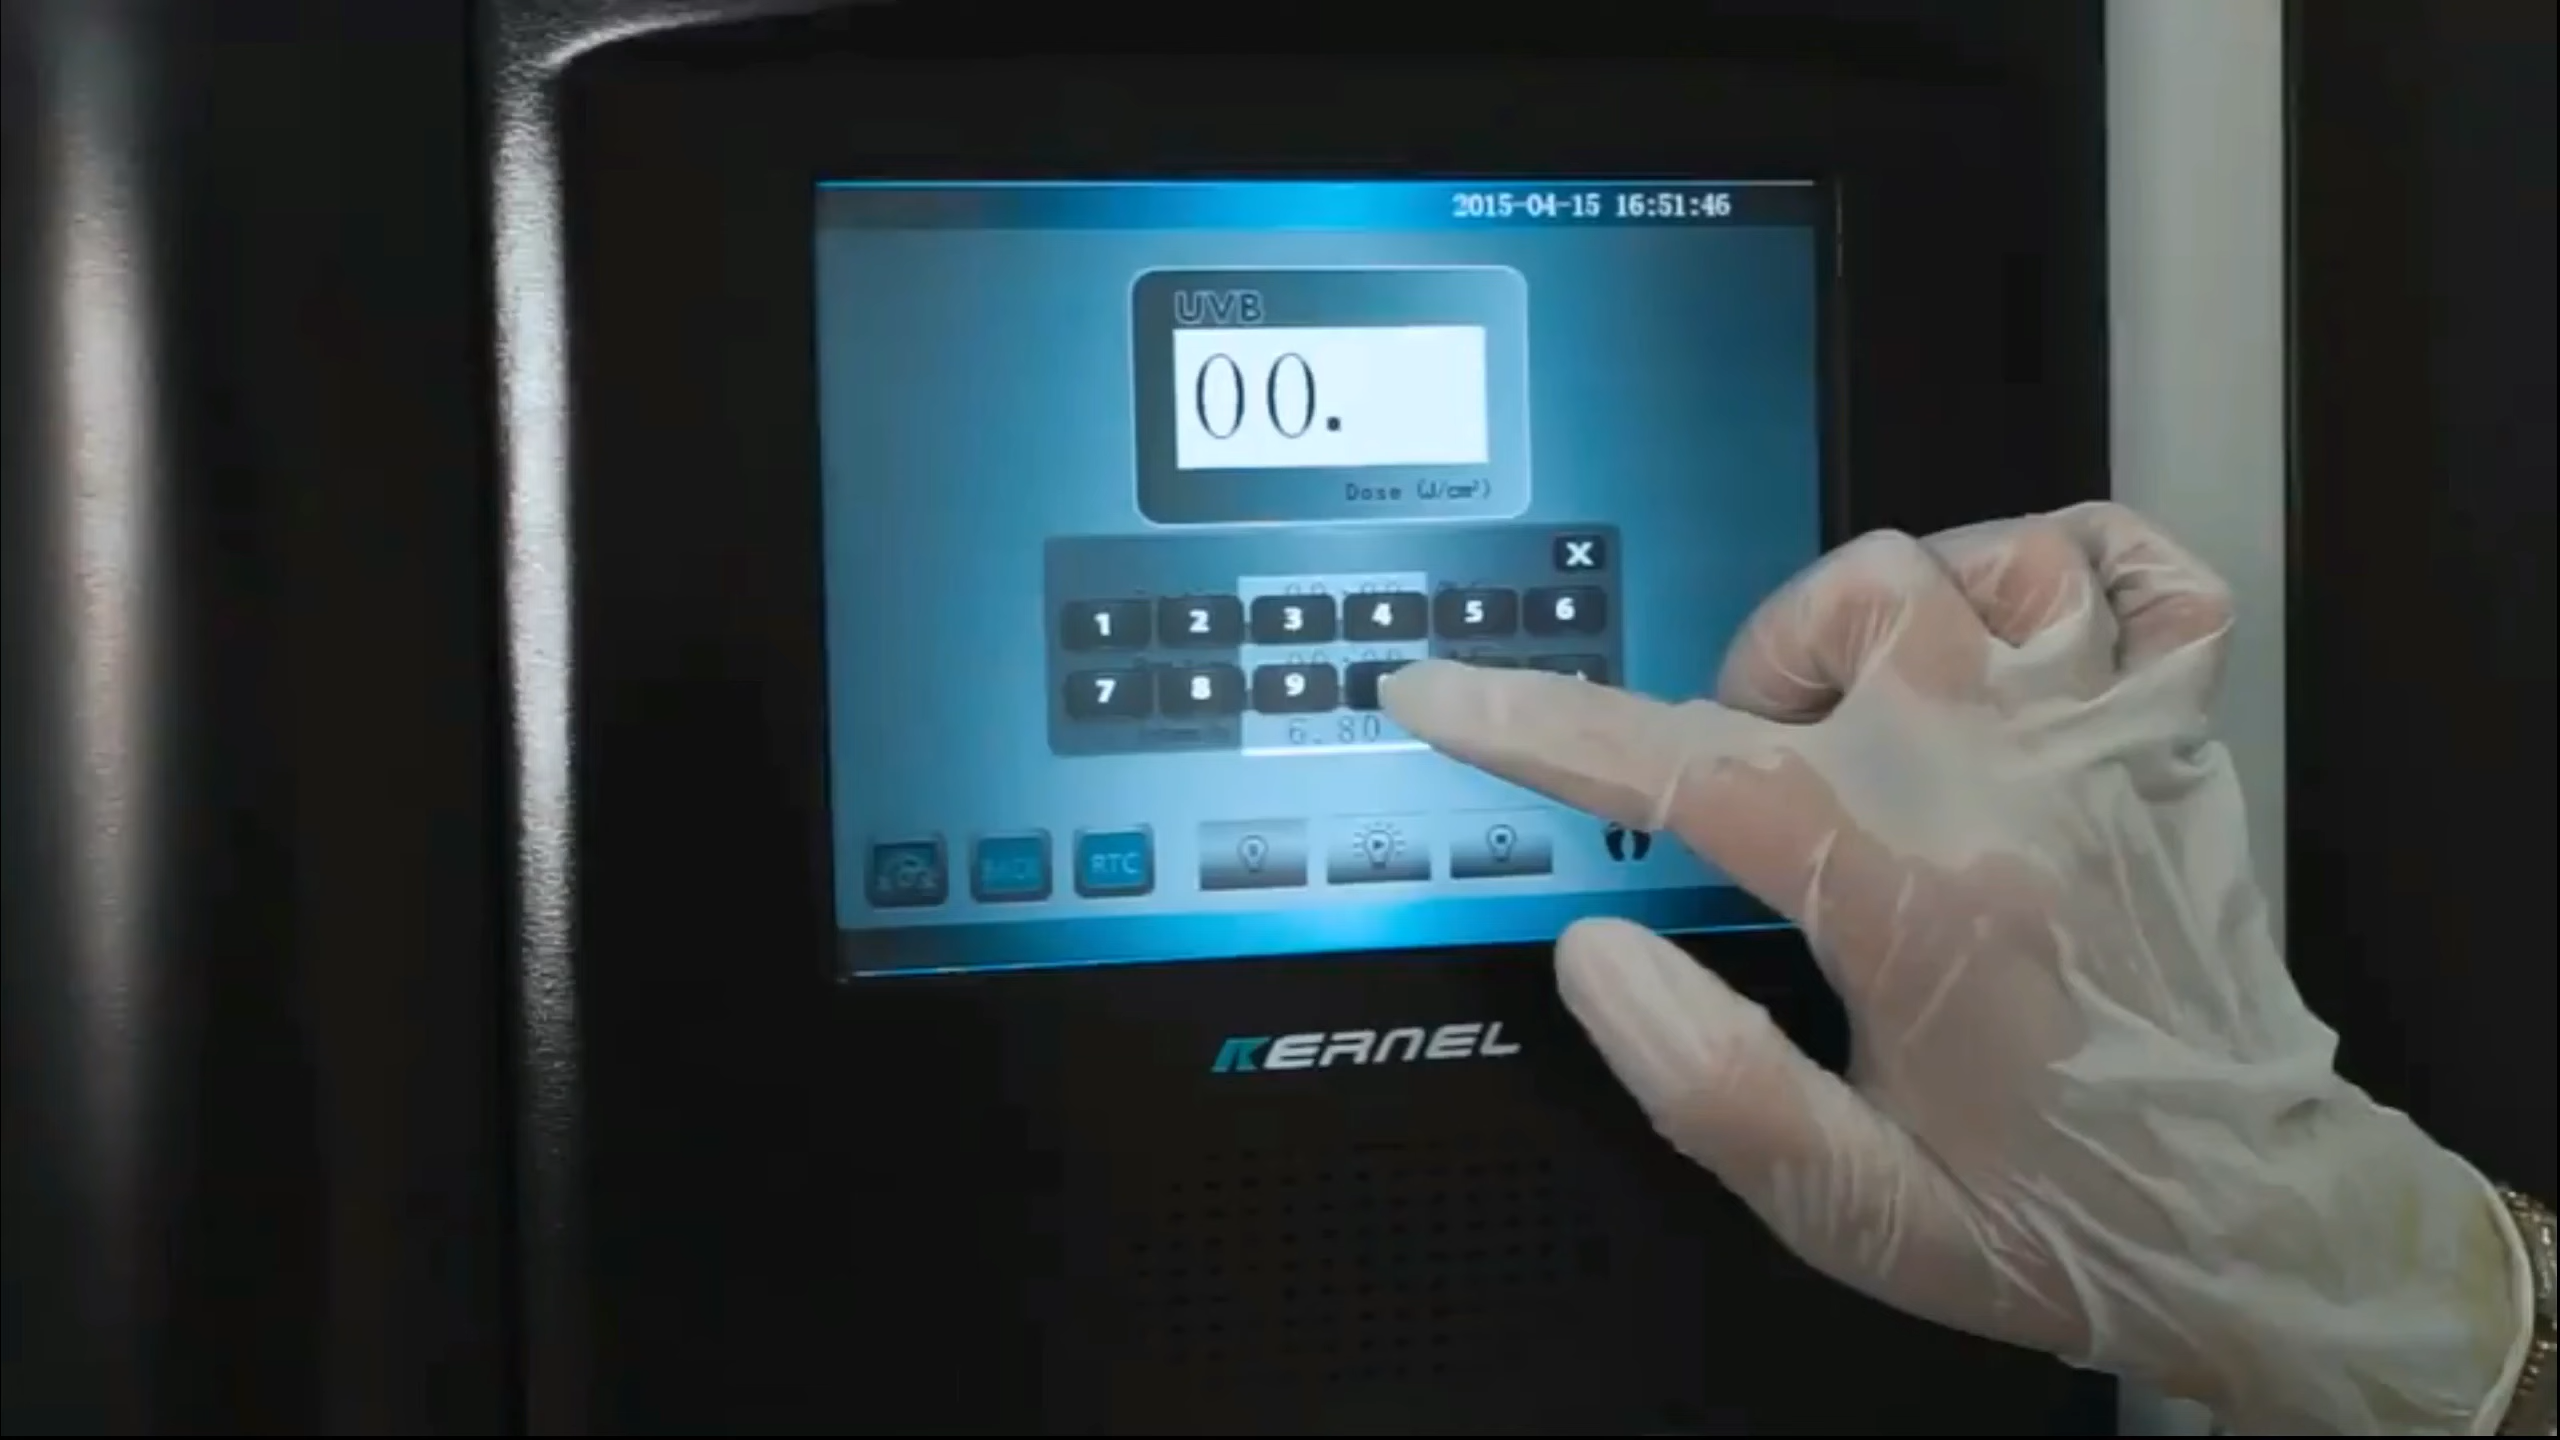 2015-04-15 16:51:46
UVB
00.
Dose (J/cm²)
X
1 2 3 4 5 6
7 8 9
6.80
BACK RTC
KERNEL